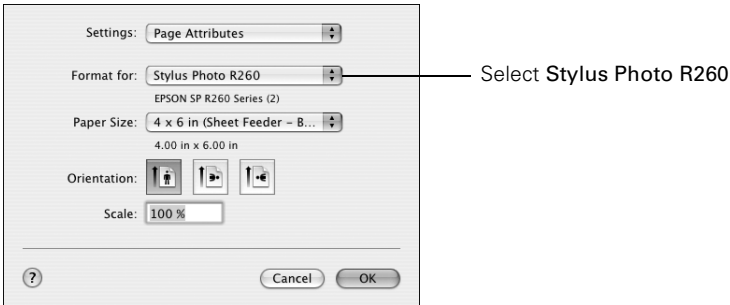 Settings: Page Attributes
Format for: Stylus Photo R260
Select Stylus Photo R260
EPSON SP R260 Series (2)
Paper Size: 4 x 6 in (Sheet Feeder – B...
4.00 in x 6.00 in
Orientation:
Scale: 100 %
? Cancel OK